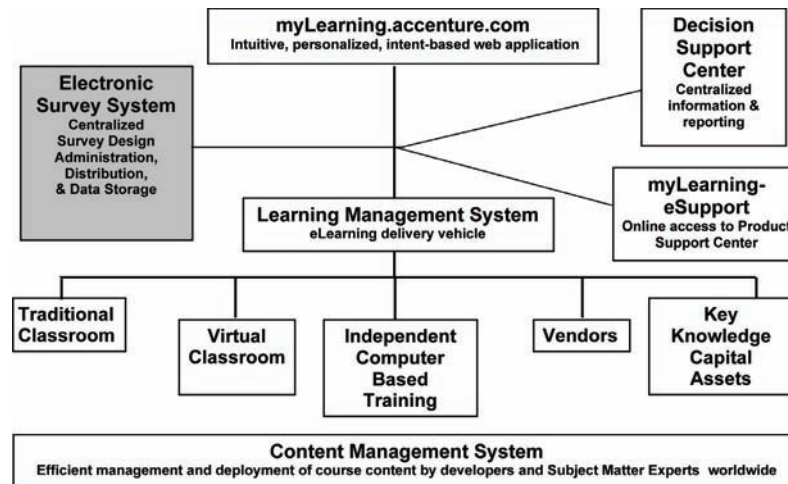 myLearning.accenture.com
Intuitive, personalized, intent-based web application
Decision
Support
Center
Centralized
information &
reporting
Electronic
Survey System
Centralized
Survey Design
Administration,
Distribution,
& Data Storage
myLearning-
eSupport
Online access to Product
Support Center
Learning Management System
eLearning delivery vehicle
Traditional
Classroom
Virtual
Classroom
Independent
Computer
Based
Training
Vendors
Key
Knowledge
Capital
Assets
Content Management System
Efficient management and deployment of course content by developers and Subject Matter Experts worldwide